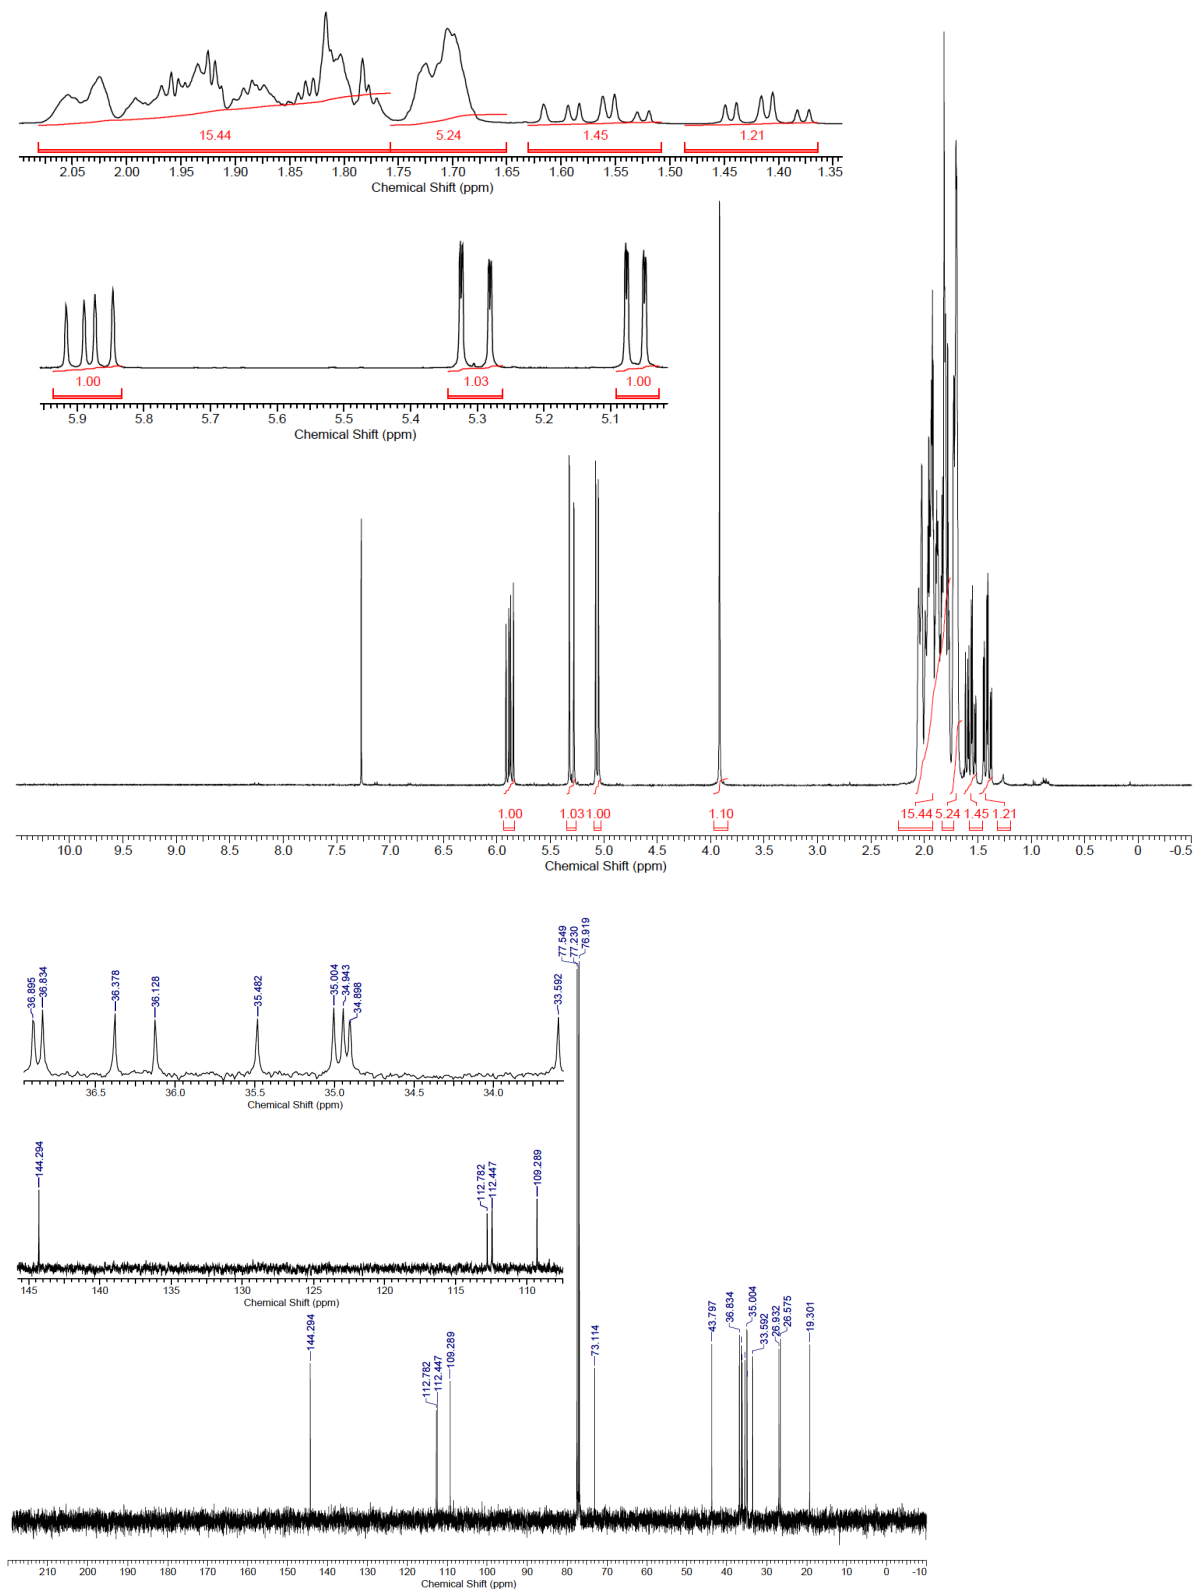 15.44 5.24 1.45 1.21
2.05 2.00 1.95 1.90 1.85 1.80 1.75 1.70 1.65 1.60 1.55 1.50 1.45 1.40 1.35
Chemical Shift (ppm)
1.00 1.03 1.00
5.9 5.8 5.7 5.6 5.5 5.4 5.3 5.2 5.1
Chemical Shift (ppm)
1.00 1.03 1.00 1.10 15.44 5.24 1.45 1.21
10.0 9.5 9.0 8.5 8.0 7.5 7.0 6.5 6.0 5.5 5.0 4.5 4.0 3.5 3.0 2.5 2.0 1.5 1.0 0.5 0 -0.5
Chemical Shift (ppm)
36.895 36.834 36.378 36.128 35.482 35.004 34.943 34.898 33.592
36.5 36.0 35.5 35.0 34.5 34.0
Chemical Shift (ppm)
144.294 112.782 112.447 109.289
145 140 135 130 125 120 115 110
Chemical Shift (ppm)
144.294 112.782 112.447 109.289 77.549 77.230 76.919 73.114 43.797 36.834 35.004 33.592 26.932 26.575 19.301
210 200 190 180 170 160 150 140 130 120 110 100 90 80 70 60 50 40 30 20 10 0 -10
Chemical Shift (ppm)